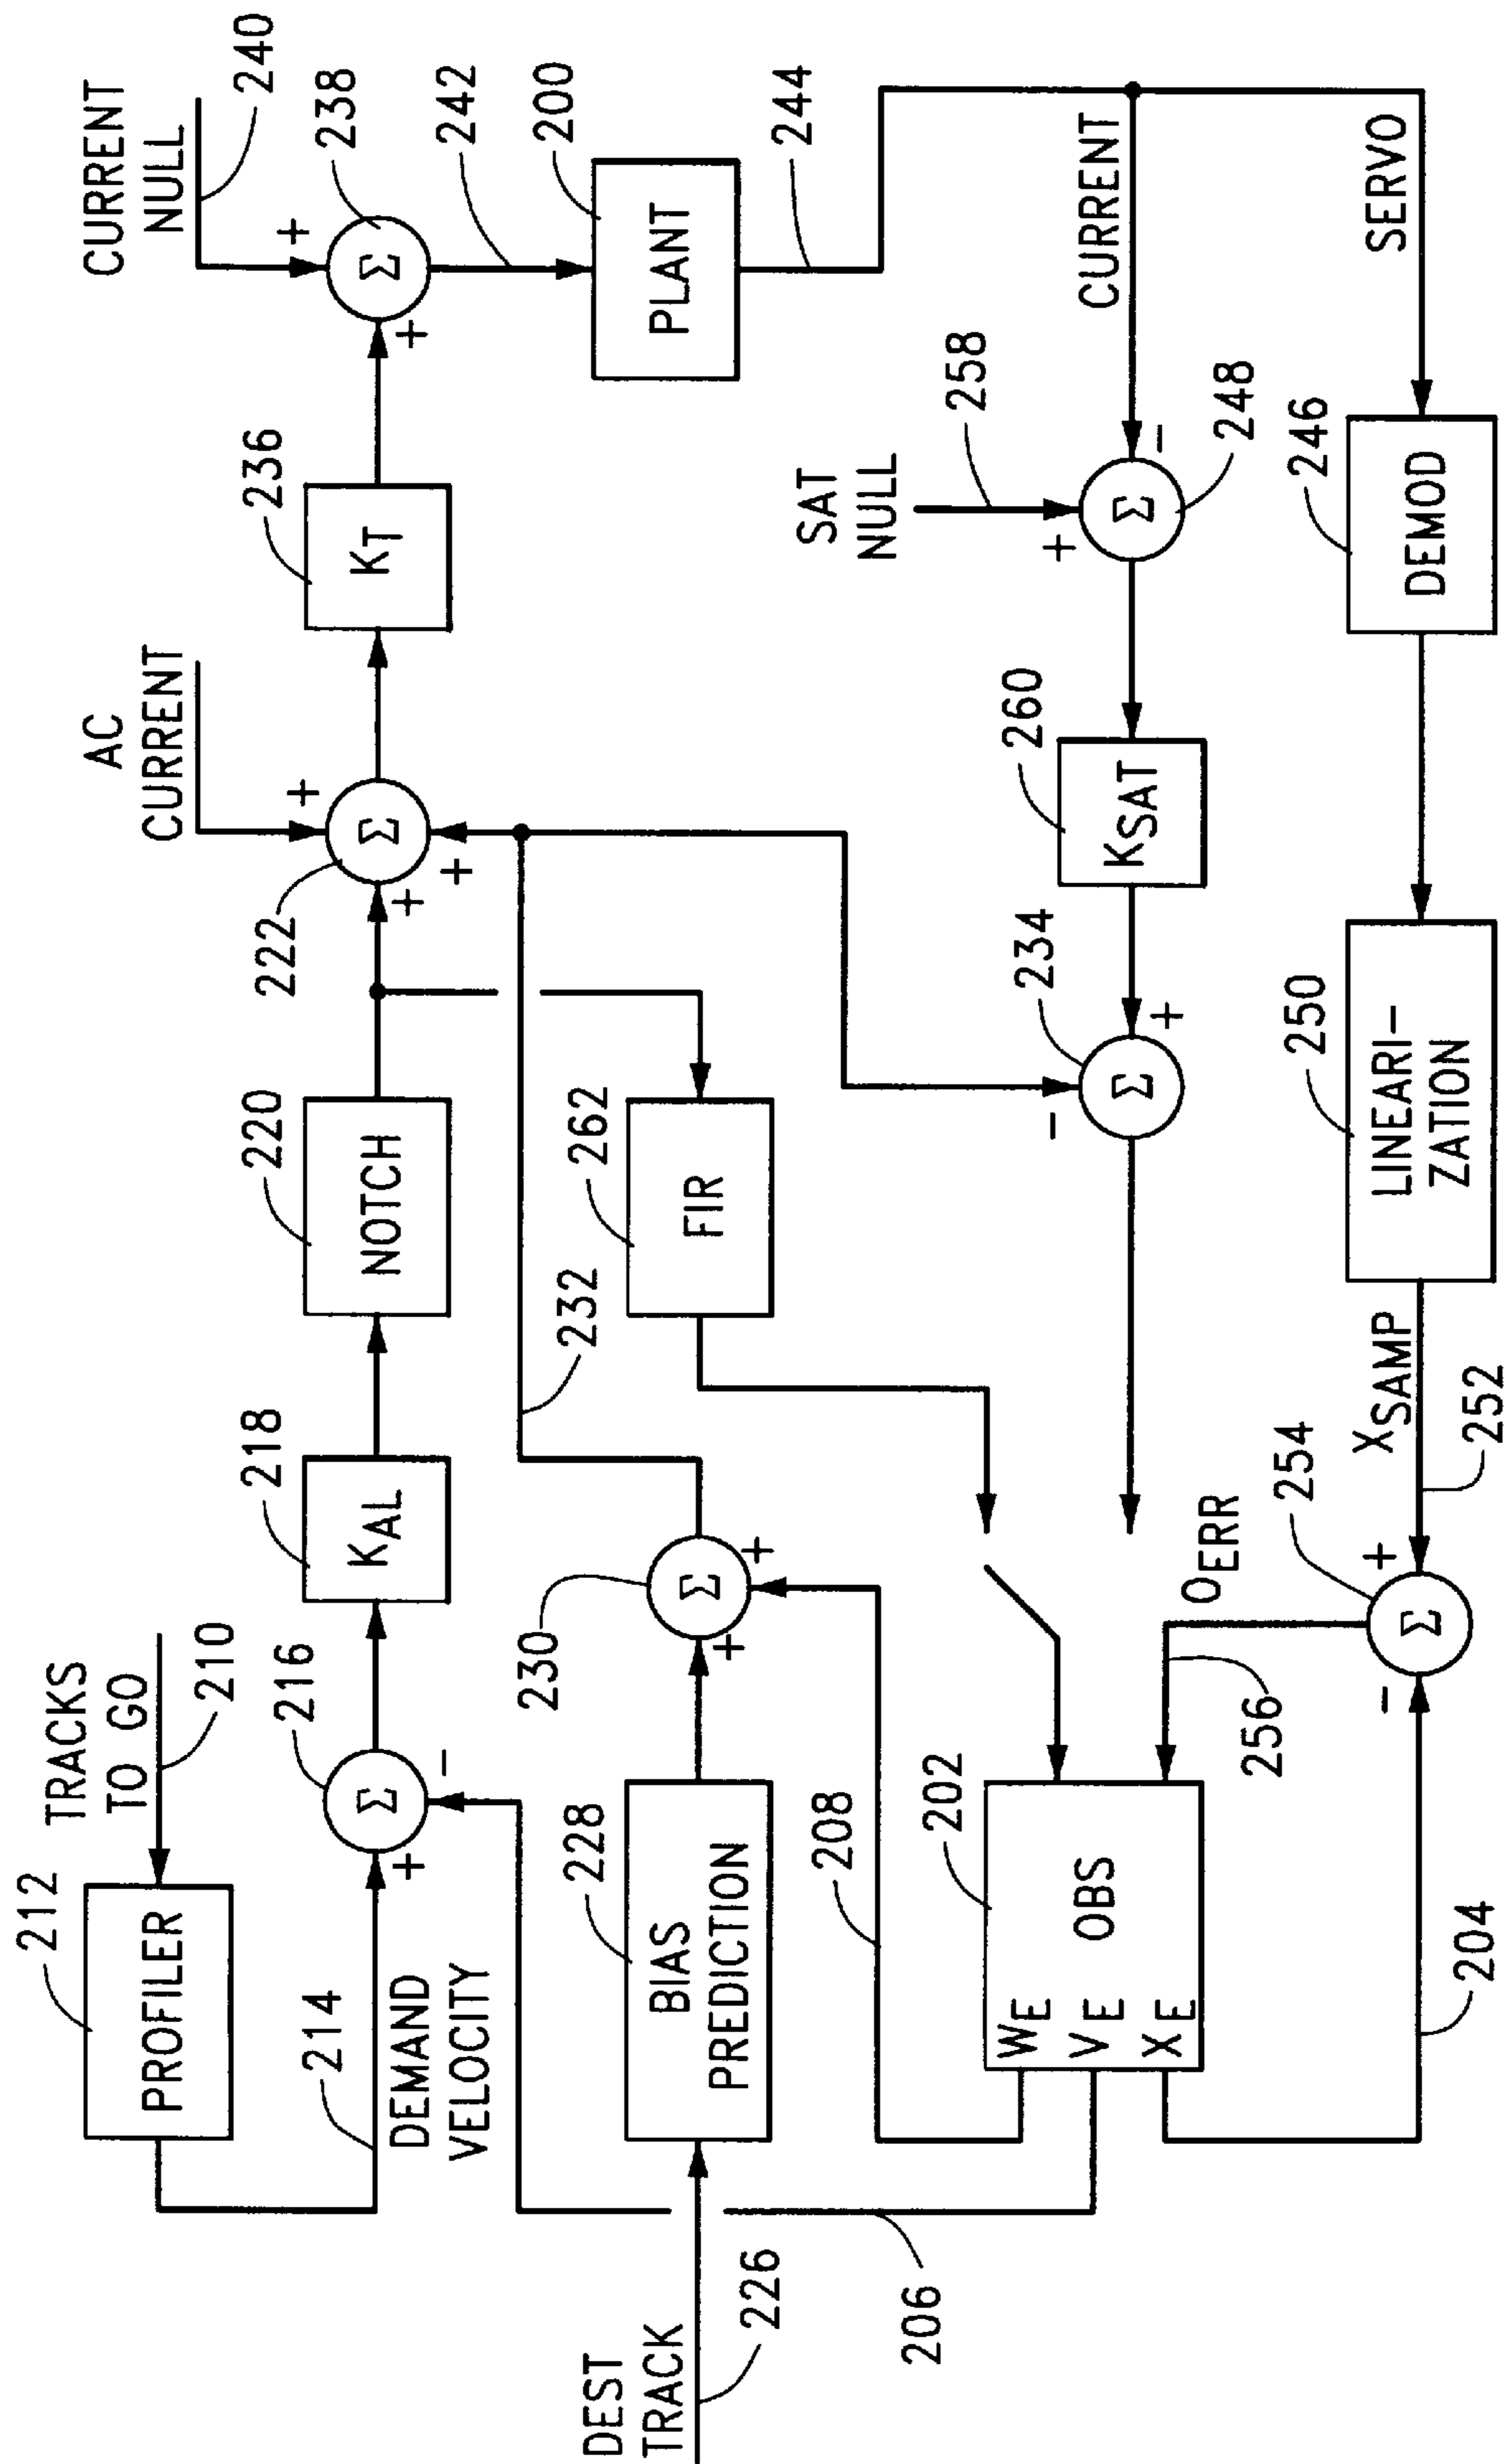 TRACKS
TO GO
210
212
PROFILER
214
DEMAND
VELOCITY
216
Σ
+
-
218
KAL
220
NOTCH
222
Σ
+
+
+
AC
CURRENT
236
KT
CURRENT
NULL
240
238
Σ
+
+
242
200
PLANT
244
DEST
TRACK
226
228
BIAS
PREDICTION
230
Σ
+
+
232
262
FIR
206
208
202
OBS
WE
VE
XE
234
Σ
-
+
260
KSAT
SAT
NULL
258
248
Σ
+
-
CURRENT
SERVO
246
DEMOD
250
LINEARI-
ZATION
XSAMP
252
254
Σ
+
-
OERR
256
204